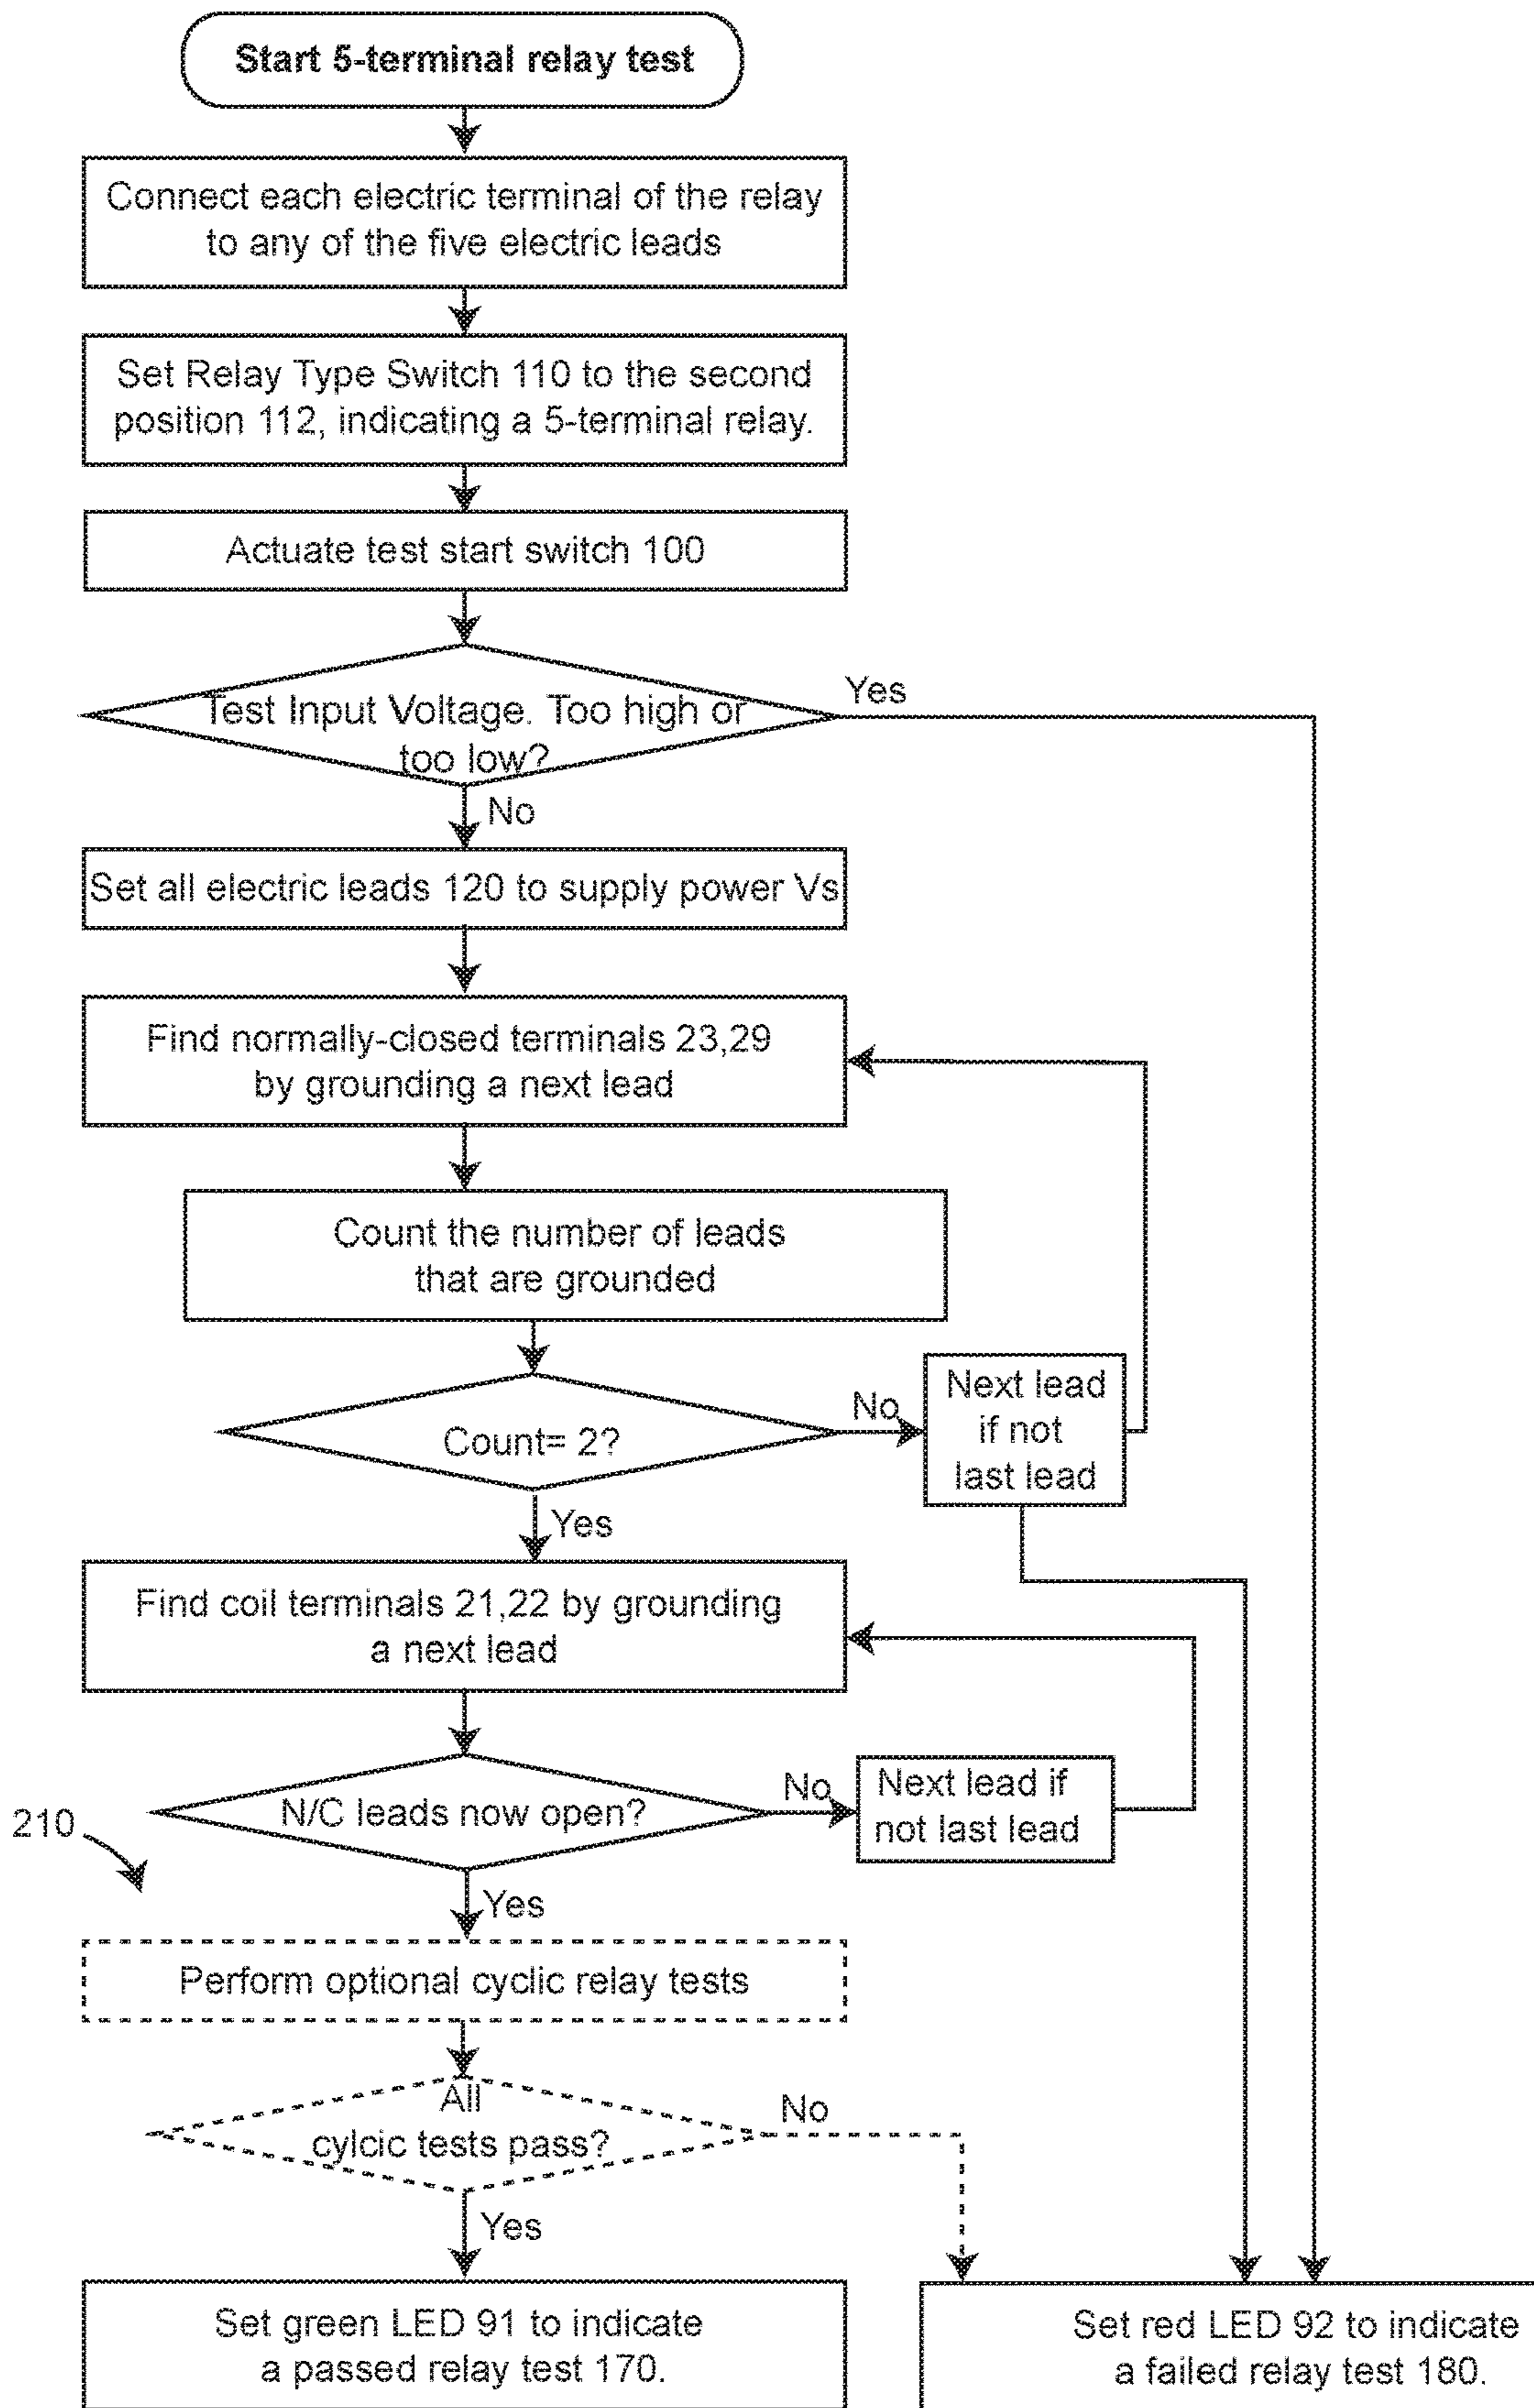 Start 5-terminal relay test
Connect each electric terminal of the relay
to any of the five electric leads
Set Relay Type Switch 110 to the second
position 112, indicating a 5-terminal relay.
Actuate test start switch 100
Test Input Voltage. Too high or
too low?
Yes
No
Set all electric leads 120 to supply power Vs
Find normally-closed terminals 23,29
by grounding a next lead
Count the number of leads
that are grounded
Count= 2?
No
Next lead
if not
last lead
Yes
Find coil terminals 21,22 by grounding
a next lead
N/C leads now open?
No
Next lead if
not last lead
210
Yes
Perform optional cyclic relay tests
All
cylcic tests pass?
No
Yes
Set green LED 91 to indicate
a passed relay test 170.
Set red LED 92 to indicate
a failed relay test 180.